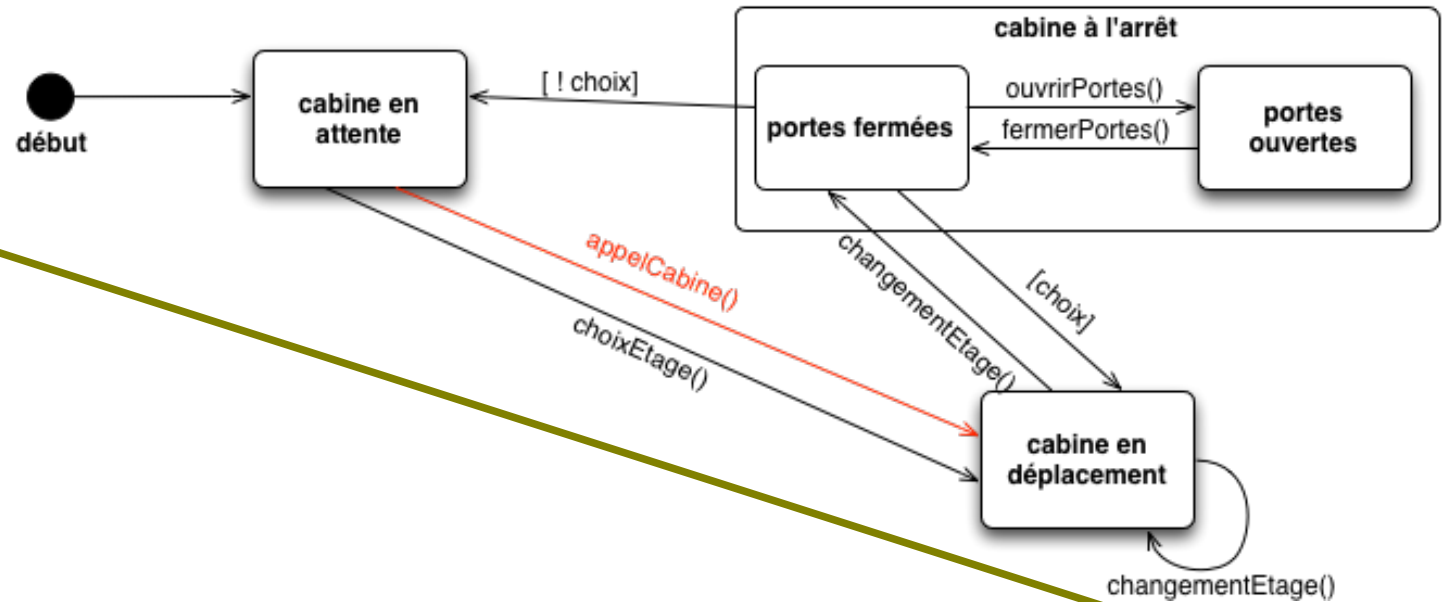 cabine à l'arrêt
[ ! choix]
ouvrirPortes()
cabine en
attente
portes fermées
portes
ouvertes
fermerPortes()
début
appelCabine()
changementEtage()
[choix]
choixEtage()
cabine en
déplacement
changementEtage()